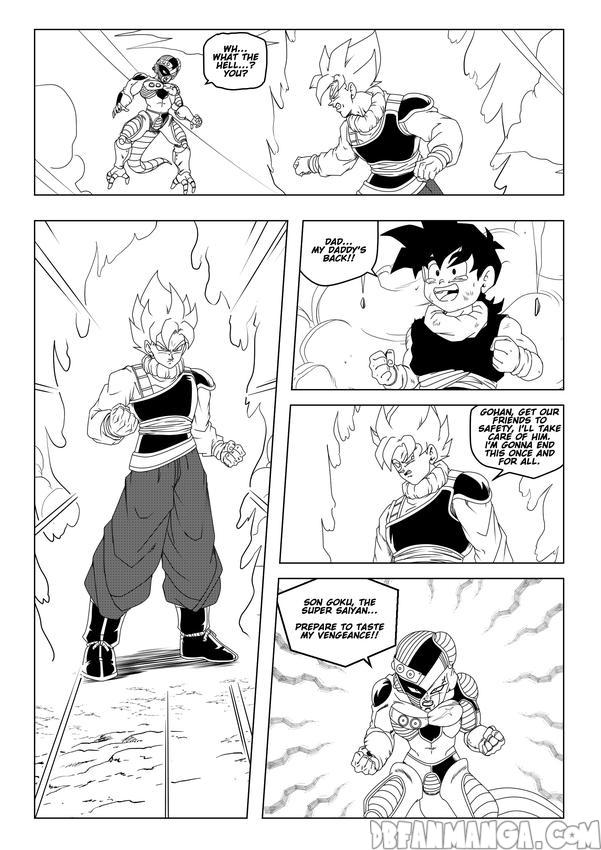 WH...
WHAT THE
HELL...?
YOU?
DAD...
MY DADDY'S
BACK!!
GOHAN, GET OUR
FRIENDS TO
SAFETY, I'LL TAKE
CARE OF HIM.
I'M GONNA END
THIS ONCE AND
FOR ALL.
SON GOKU, THE
SUPER SAIYAN...
PREPARE TO TASTE
MY VENGEANCE!!
DBFANMANGA.COM